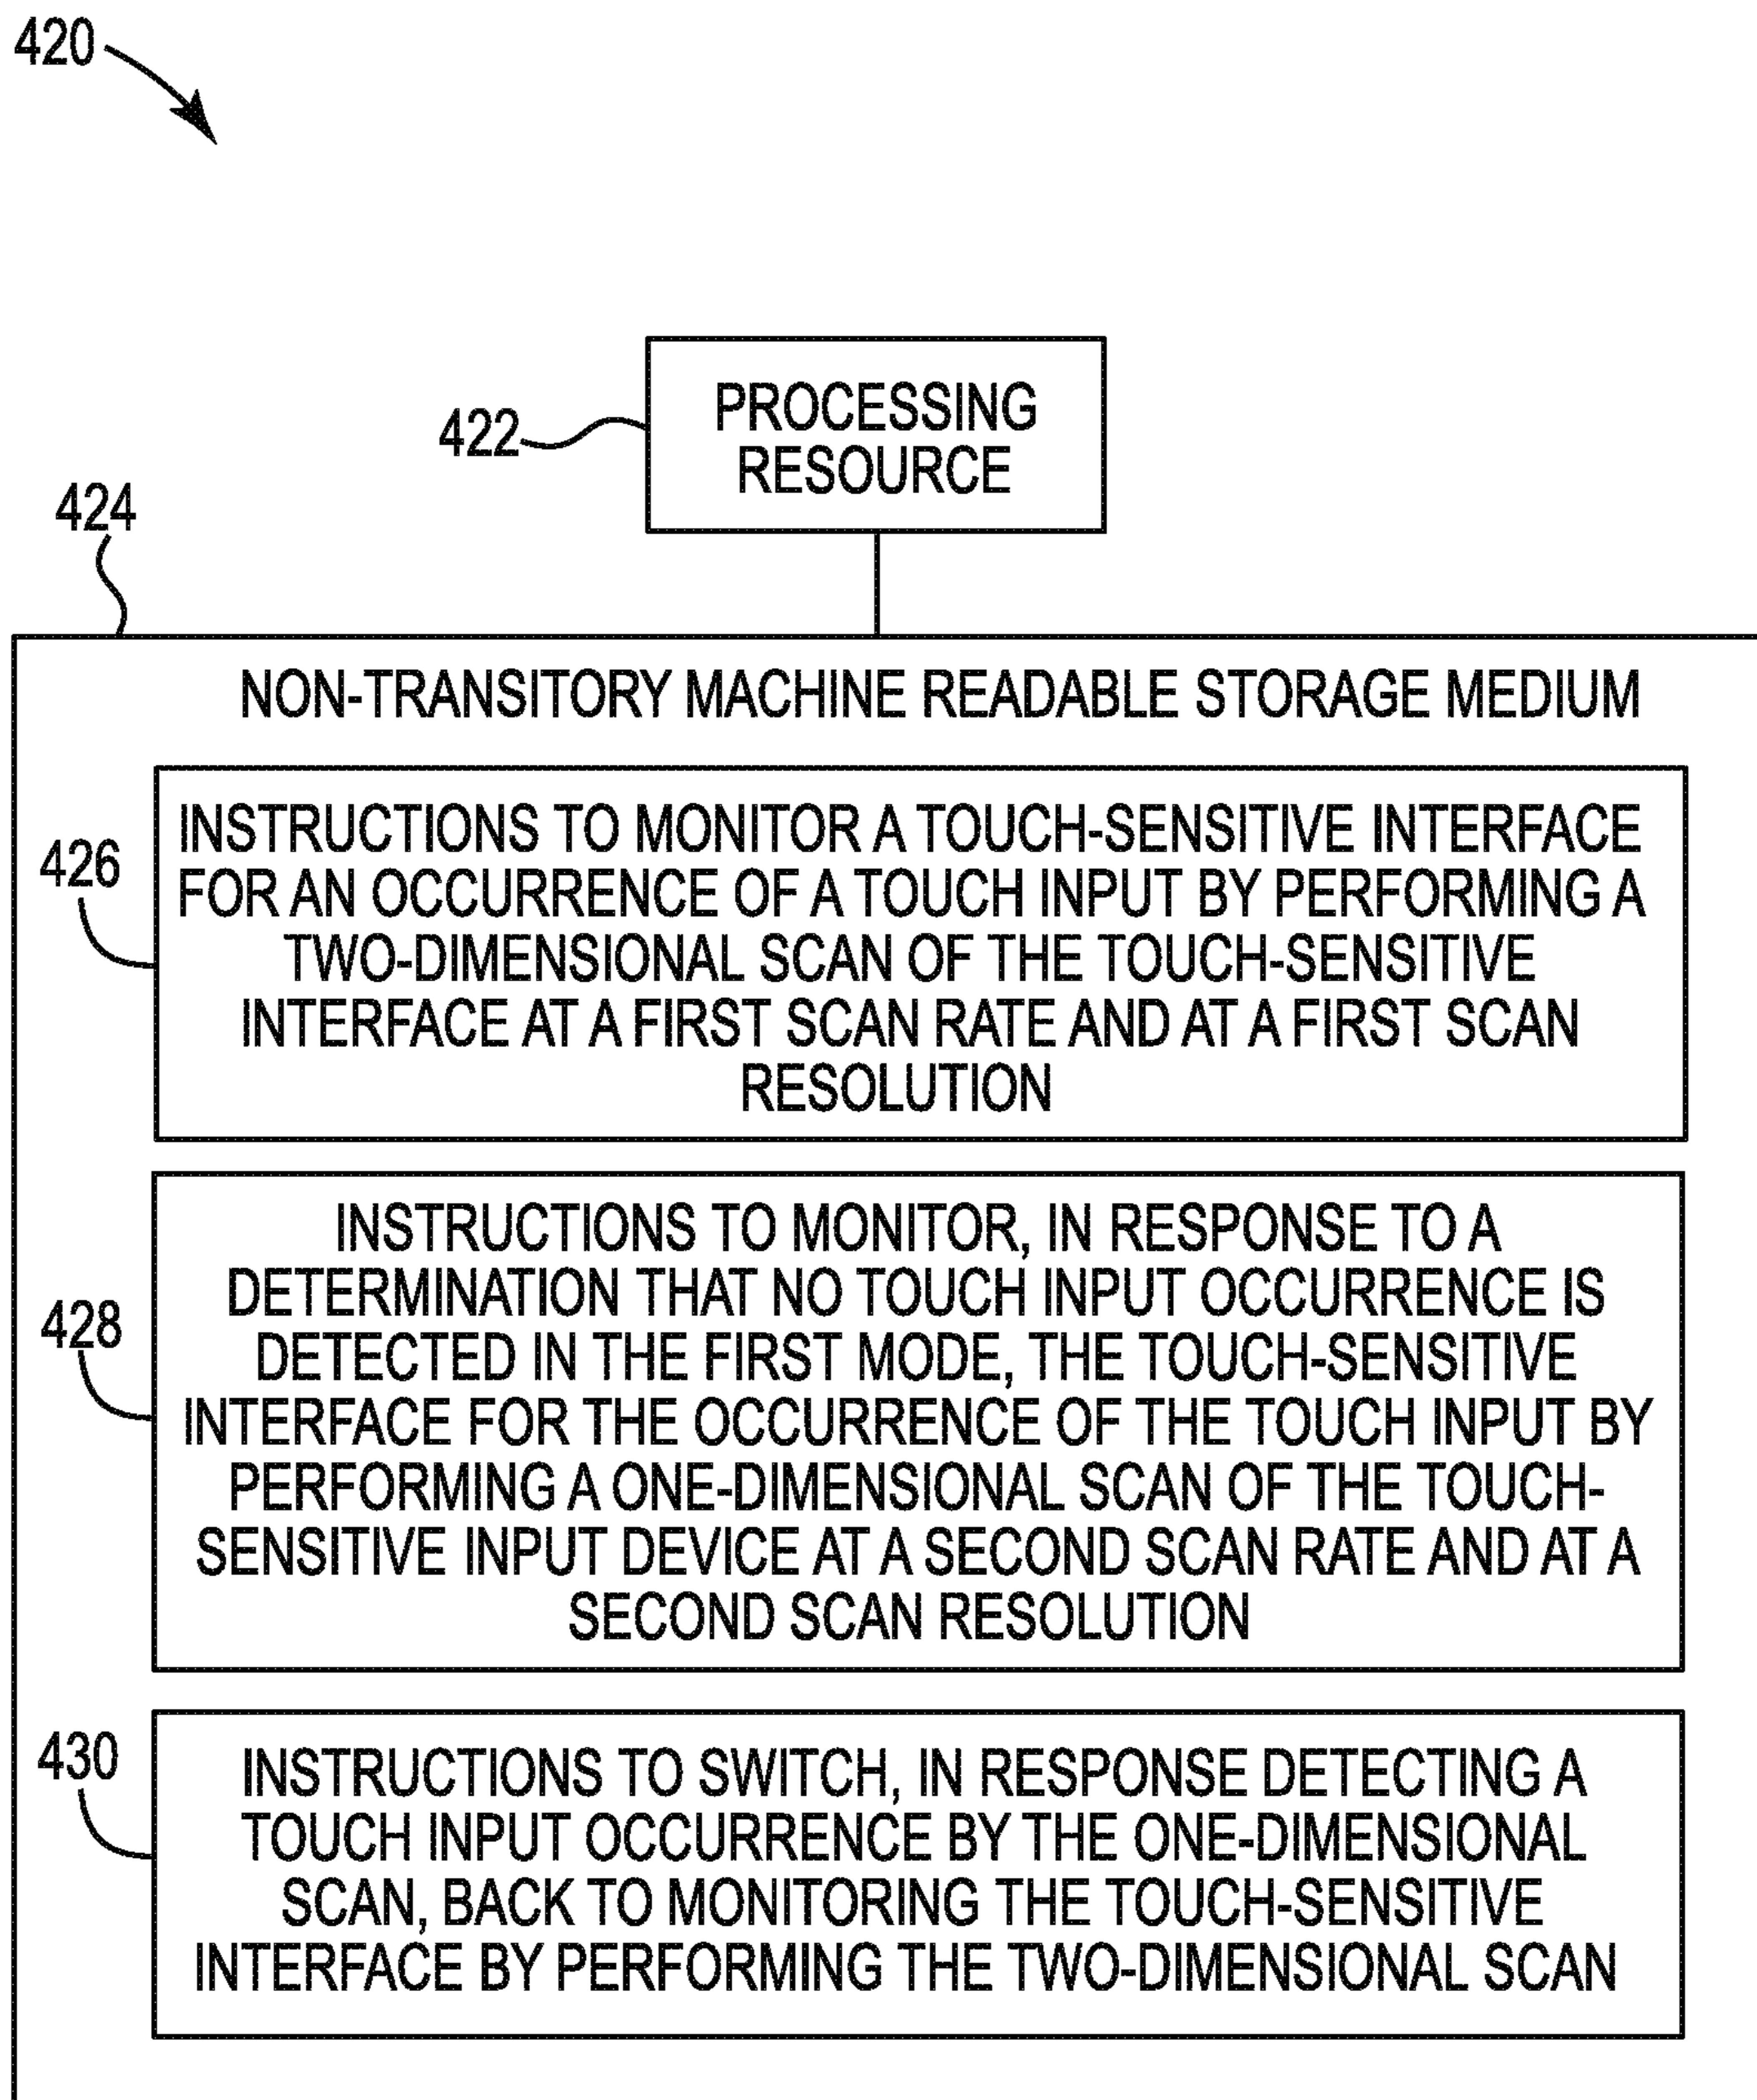 420
422
PROCESSING
RESOURCE
424
NON-TRANSITORY MACHINE READABLE STORAGE MEDIUM
426
INSTRUCTIONS TO MONITOR A TOUCH-SENSITIVE INTERFACE
FOR AN OCCURRENCE OF A TOUCH INPUT BY PERFORMING A
TWO-DIMENSIONAL SCAN OF THE TOUCH-SENSITIVE
INTERFACE AT A FIRST SCAN RATE AND AT A FIRST SCAN
RESOLUTION
428
INSTRUCTIONS TO MONITOR, IN RESPONSE TO A
DETERMINATION THAT NO TOUCH INPUT OCCURRENCE IS
DETECTED IN THE FIRST MODE, THE TOUCH-SENSITIVE
INTERFACE FOR THE OCCURRENCE OF THE TOUCH INPUT BY
PERFORMING A ONE-DIMENSIONAL SCAN OF THE TOUCH-
SENSITIVE INPUT DEVICE AT A SECOND SCAN RATE AND AT A
SECOND SCAN RESOLUTION
430
INSTRUCTIONS TO SWITCH, IN RESPONSE DETECTING A
TOUCH INPUT OCCURRENCE BY THE ONE-DIMENSIONAL
SCAN, BACK TO MONITORING THE TOUCH-SENSITIVE
INTERFACE BY PERFORMING THE TWO-DIMENSIONAL SCAN